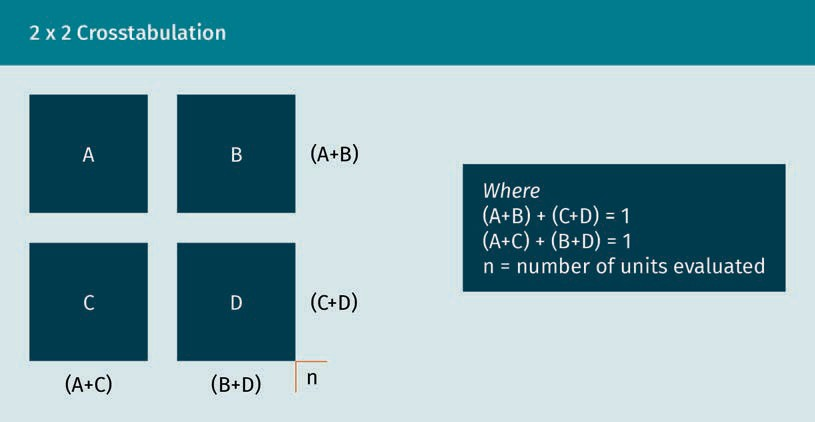 2 x 2 Crosstabulation
A B (A+B)
C D (C+D)
(A+C) (B+D) n
Where
(A+B) + (C+D) = 1
(A+C) + (B+D) = 1
n = number of units evaluated